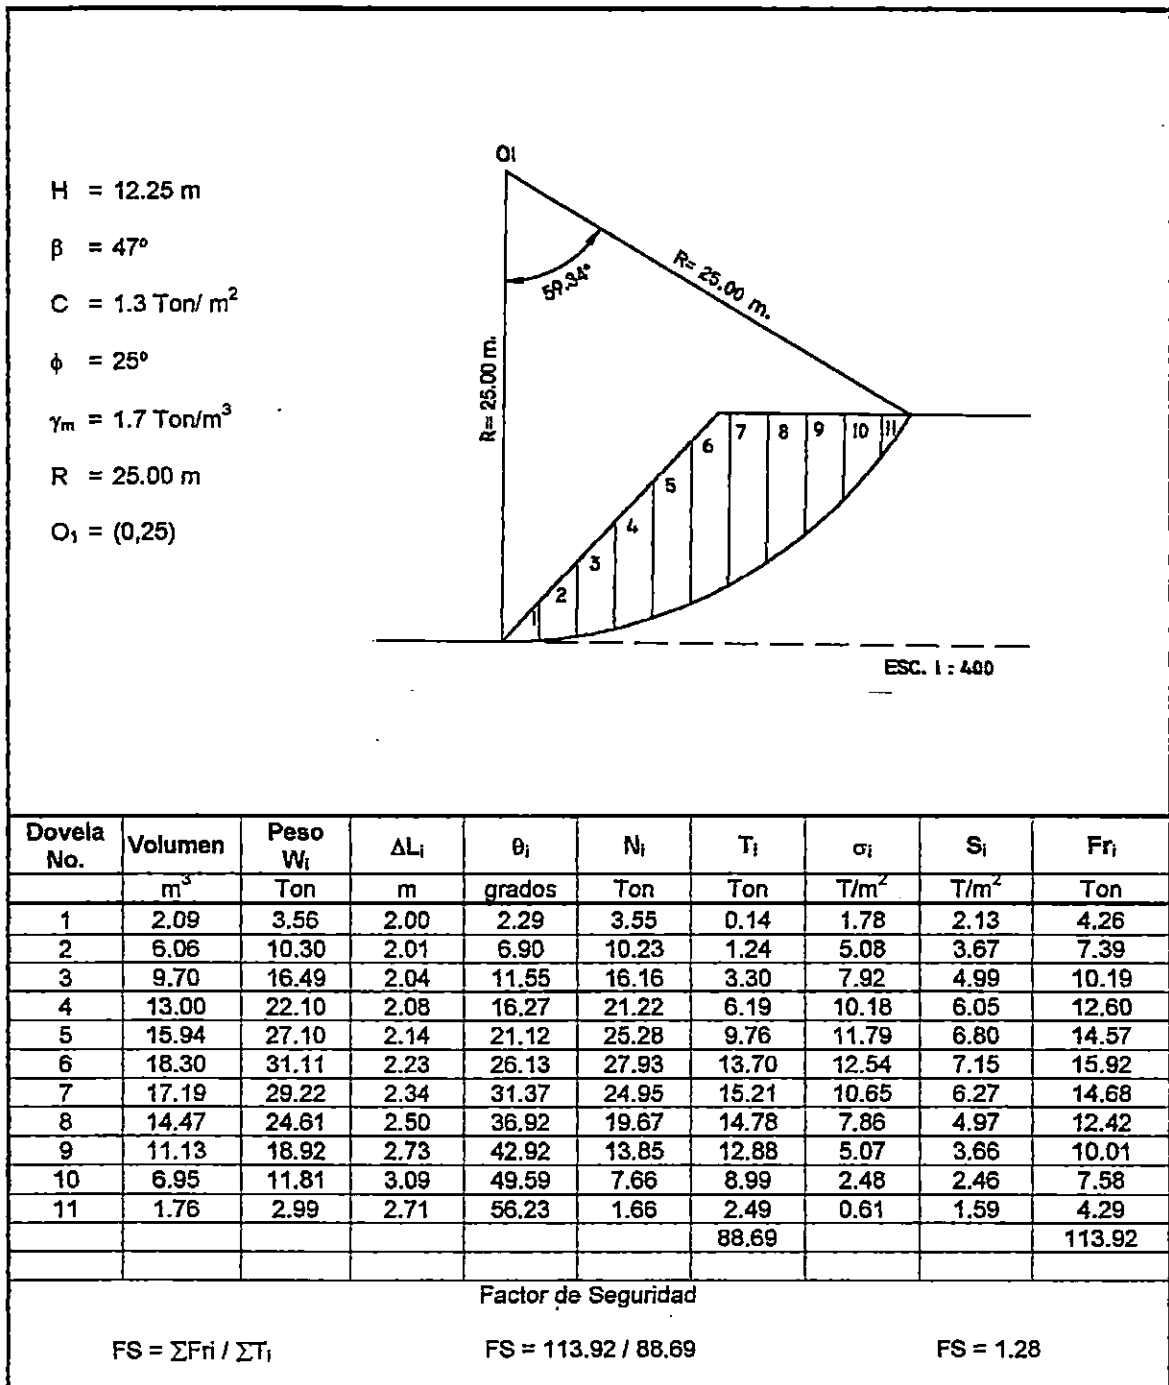 H = 12.25 m
β = 47°
C = 1.3 Ton/ m²
ϕ = 25°
γm = 1.7 Ton/m³
R = 25.00 m
O₁ = (0,25)
O1
59.34°
R= 25.00 m.
R= 25.00 m.
1 2 3 4 5 6 7 8 9 10 11
ESC. 1 : 400
Dovela No. Volumen Peso Wi ΔLi θi Ni Ti σi Si Fri
m³ Ton m grados Ton Ton T/m² T/m² Ton
1 2.09 3.56 2.00 2.29 3.55 0.14 1.78 2.13 4.26
2 6.06 10.30 2.01 6.90 10.23 1.24 5.08 3.67 7.39
3 9.70 16.49 2.04 11.55 16.16 3.30 7.92 4.99 10.19
4 13.00 22.10 2.08 16.27 21.22 6.19 10.18 6.05 12.60
5 15.94 27.10 2.14 21.12 25.28 9.76 11.79 6.80 14.57
6 18.30 31.11 2.23 26.13 27.93 13.70 12.54 7.15 15.92
7 17.19 29.22 2.34 31.37 24.95 15.21 10.65 6.27 14.68
8 14.47 24.61 2.50 36.92 19.67 14.78 7.86 4.97 12.42
9 11.13 18.92 2.73 42.92 13.85 12.88 5.07 3.66 10.01
10 6.95 11.81 3.09 49.59 7.66 8.99 2.48 2.46 7.58
11 1.76 2.99 2.71 56.23 1.66 2.49 0.61 1.59 4.29
88.69 113.92
Factor de Seguridad
FS = ΣFri / ΣTi FS = 113.92 / 88.69 FS = 1.28